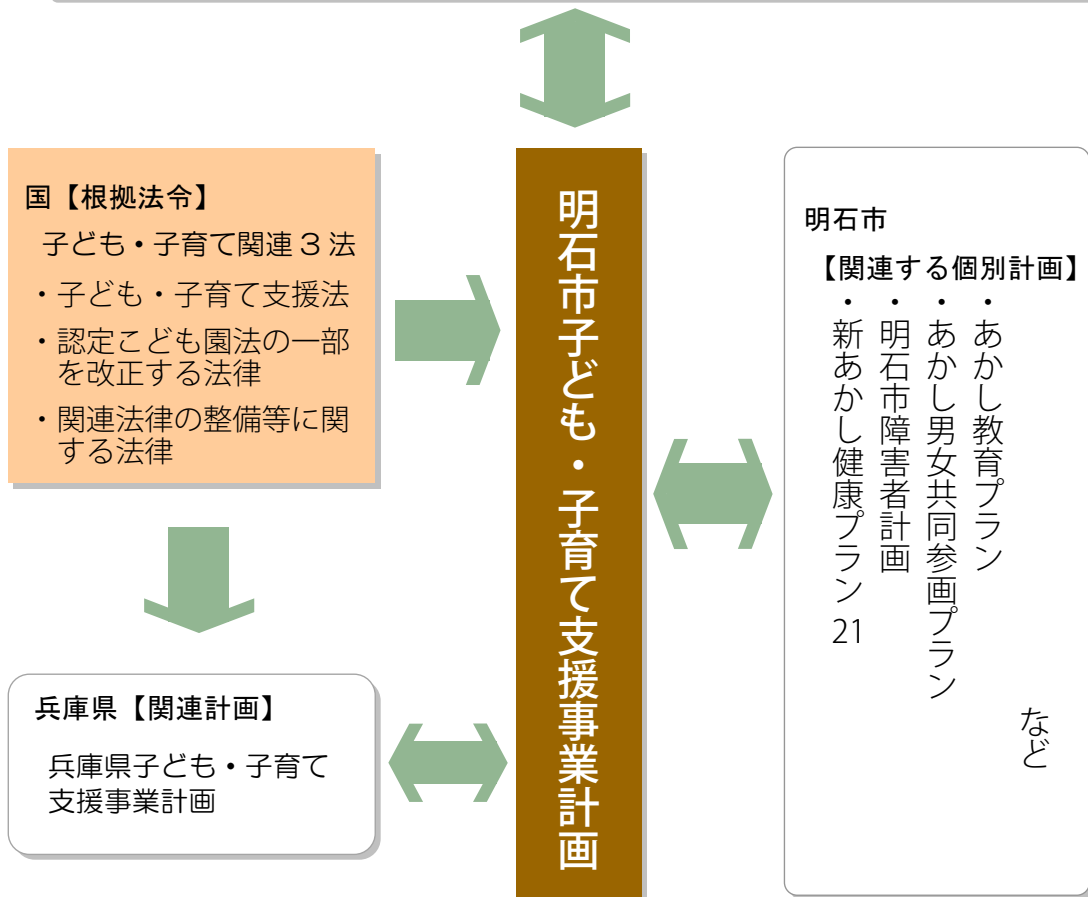 国【根拠法令】
子ども・子育て関連3法
・子ども・子育て支援法
・認定こども園法の一部
を改正する法律
・関連法律の整備等に関
する法律
兵庫県【関連計画】
兵庫県子ども・子育て
支援事業計画
明石市子ども・子育て支援事業計画
明石市
【関連する個別計画】
・あかし教育プラン
・あかし男女共同参画プラン
・明石市障害者計画
・新あかし健康プラン21
など